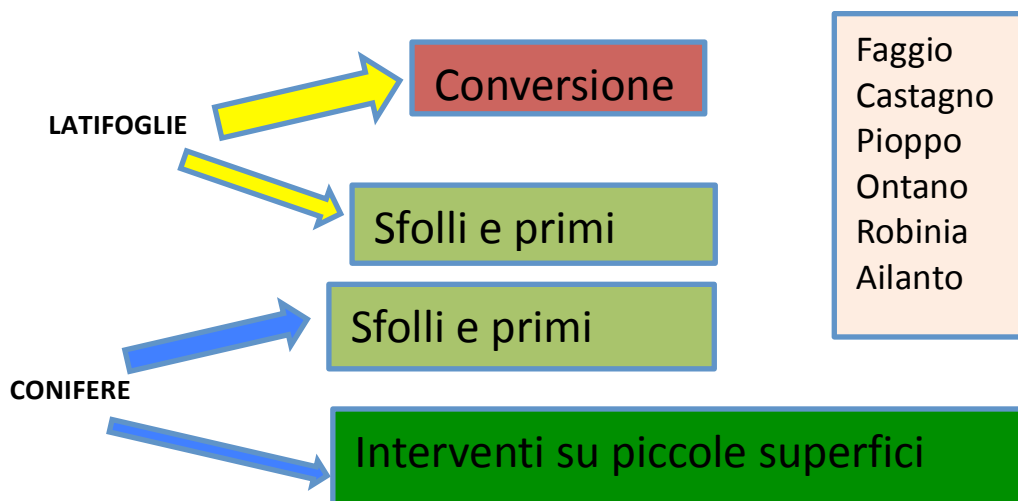 LATIFOGLIE
Conversione
Sfolli e primi
CONIFERE
Sfolli e primi
Interventi su piccole superfici
Faggio
Castagno
Pioppo
Ontano
Robinia
Ailanto